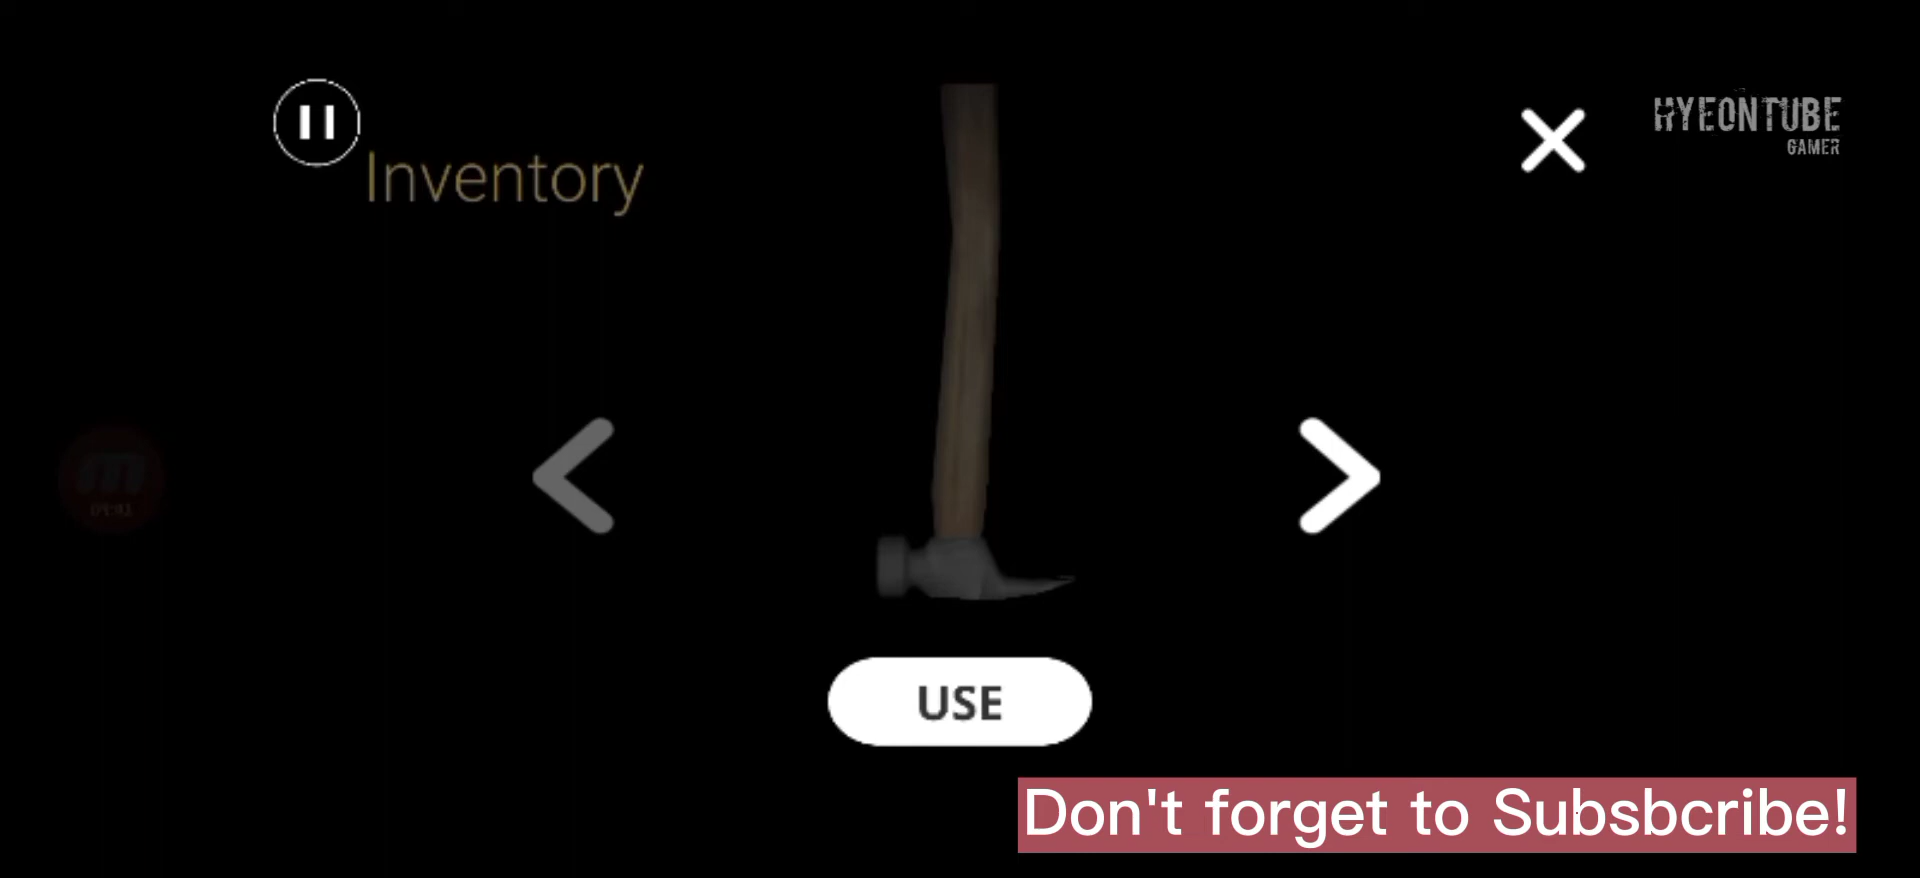 HYEONTUBE
GAMER
Inventory
USE
Don't forget to Subsbcribe!